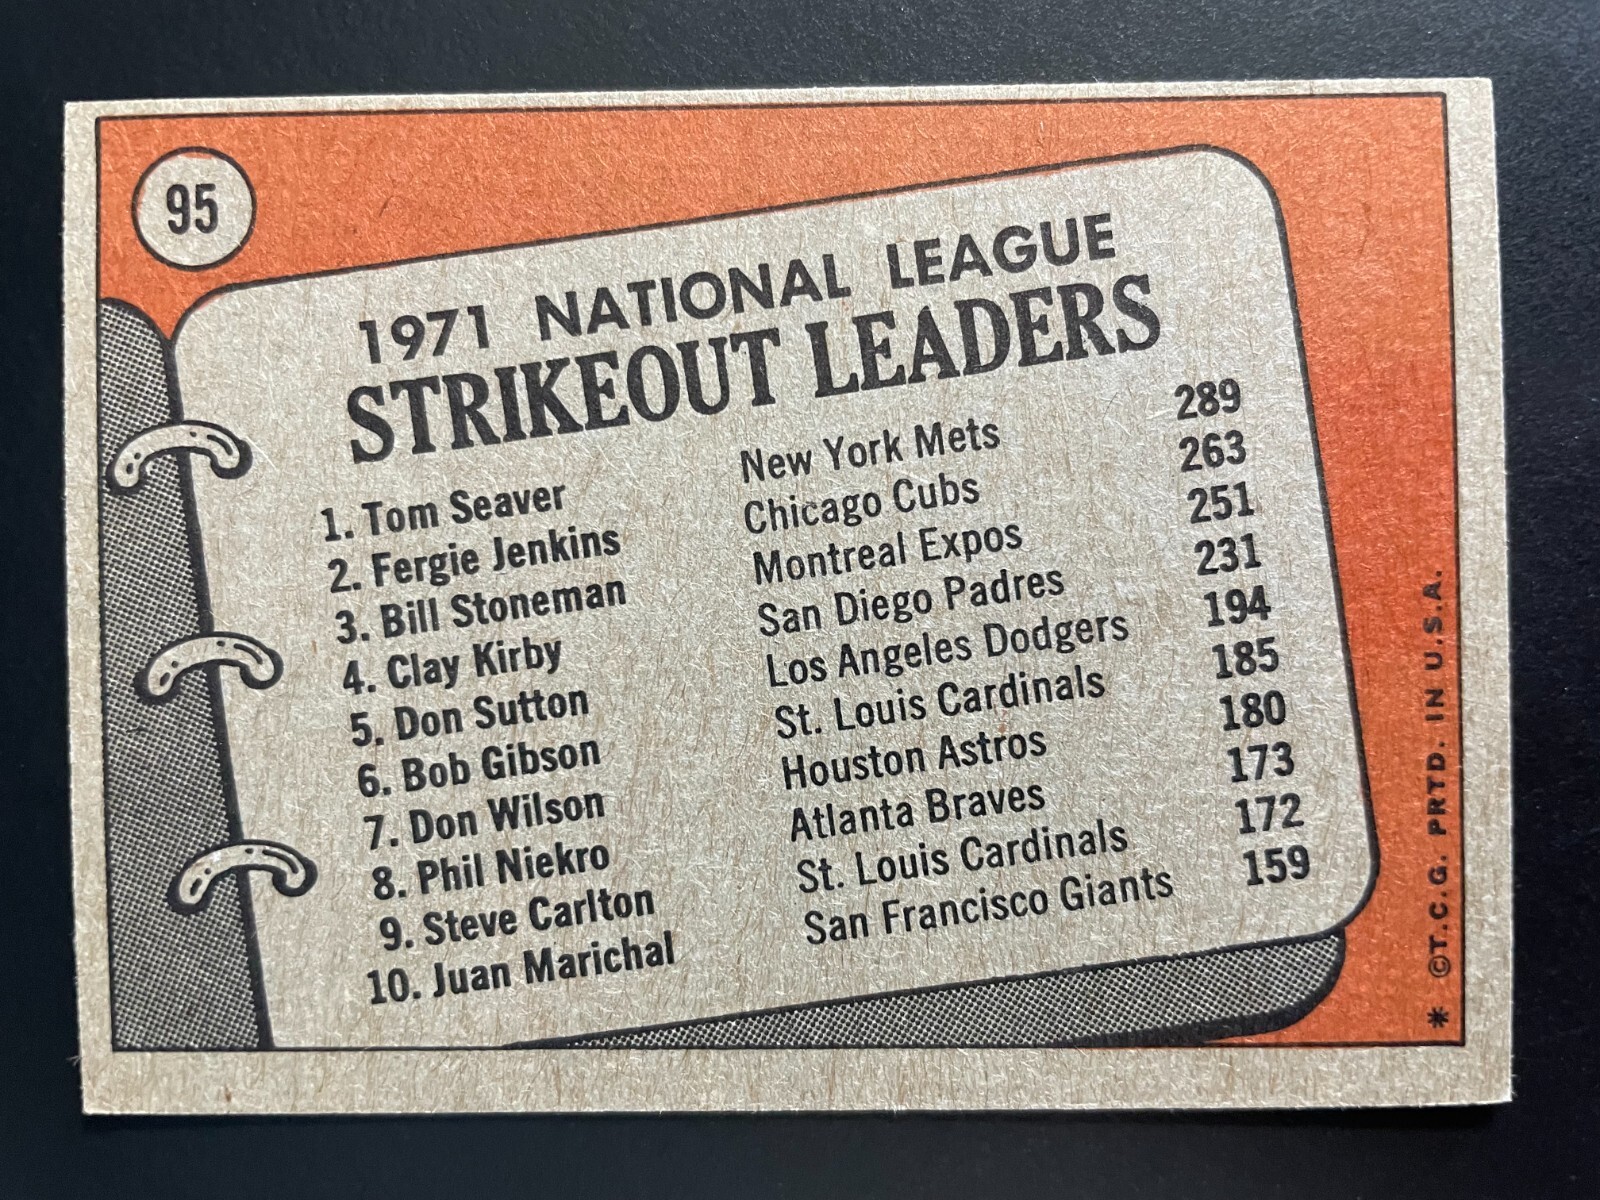 95
1971 NATIONAL LEAGUE
STRIKEOUT LEADERS
1. Tom Seaver New York Mets 289
2. Fergie Jenkins Chicago Cubs 263
3. Bill Stoneman Montreal Expos 251
4. Clay Kirby San Diego Padres 231
5. Don Sutton Los Angeles Dodgers 194
6. Bob Gibson St. Louis Cardinals 185
7. Don Wilson Houston Astros 180
8. Phil Niekro Atlanta Braves 173
9. Steve Carlton St. Louis Cardinals 172
10. Juan Marichal San Francisco Giants 159
* ©T.C.G. PRTD. IN U.S.A.